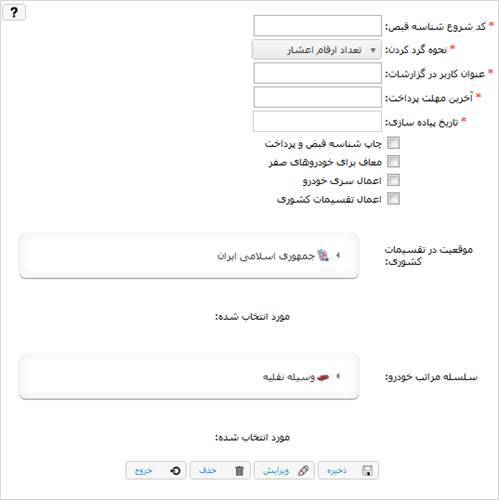 ?
* کد شروع شناسه قبض:
* نحوه گرد کردن: تعداد ارقام اعشار
* عنوان کاربر در گزارشات:
* آخرین مهلت پرداخت:
* تاریخ پیاده سازی:
چاپ شناسه قبض و پرداخت
معاف برای خودروهای صفر
اعمال سری خودرو
اعمال تقسیمات کشوری
موقعیت در تقسیمات
کشوری:
جمهوری اسلامی ایران
مورد انتخاب شده:
سلسله مراتب خودرو:
وسیله نقلیه
مورد انتخاب شده:
ذخیره ویرایش حذف خروج